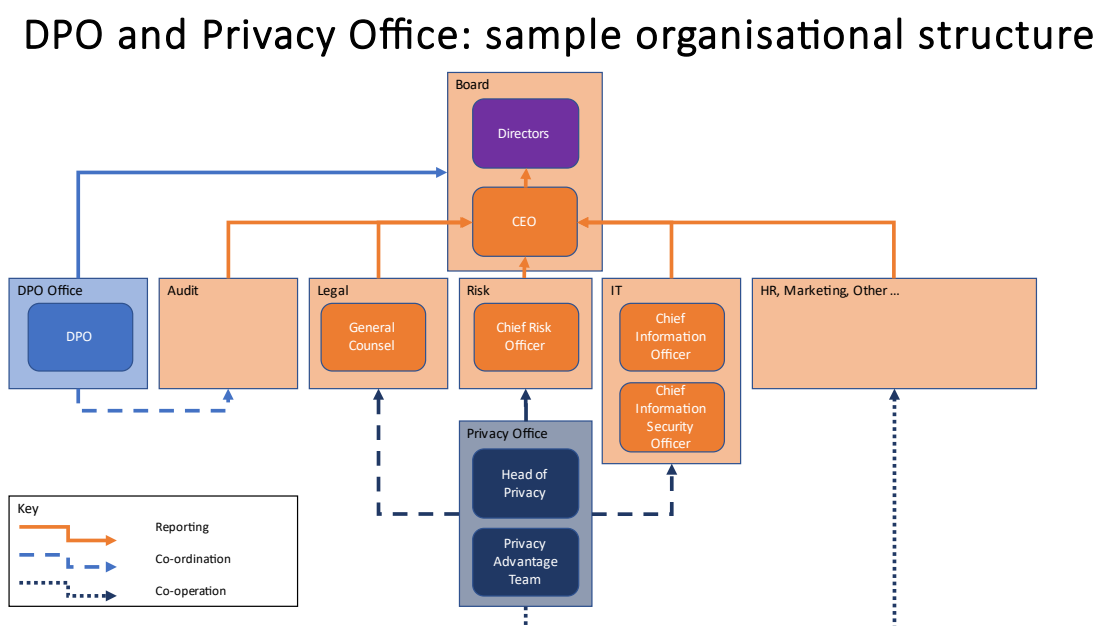 DPO and Privacy Office: sample organisational structure
Board
Directors
CEO
DPO Office
DPO
Audit
Legal
General
Counsel
Risk
Chief Risk
Officer
IT
Chief
Information
Officer
Chief
Information
Security
Officer
HR, Marketing, Other ...
Privacy Office
Head of
Privacy
Privacy
Advantage
Team
Key
Reporting
Co-ordination
Co-operation